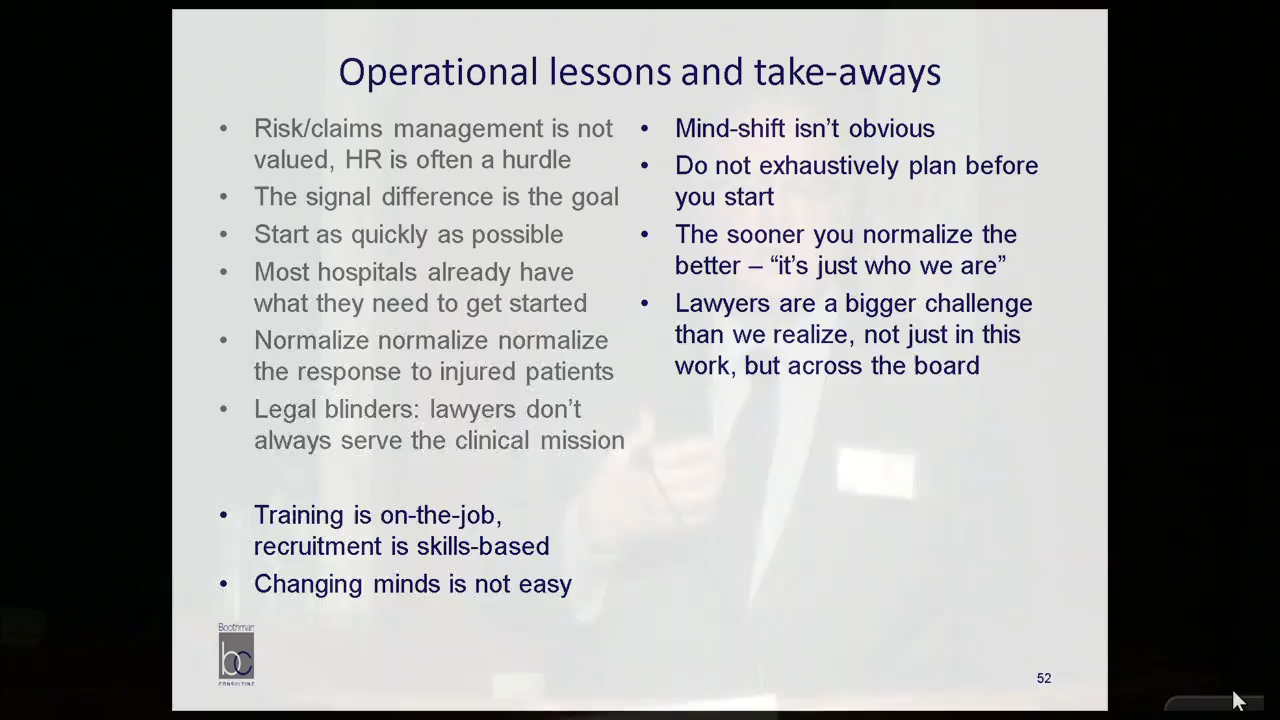 Operational lessons and take-aways
• Risk/claims management is not
valued, HR is often a hurdle
• The signal difference is the goal
• Start as quickly as possible
• Most hospitals already have
what they need to get started
• Normalize normalize normalize
the response to injured patients
• Legal blinders: lawyers don't
always serve the clinical mission
• Training is on-the-job,
recruitment is skills-based
• Changing minds is not easy
• Mind-shift isn't obvious
• Do not exhaustively plan before
you start
• The sooner you normalize the
better – “it's just who we are”
• Lawyers are a bigger challenge
than we realize, not just in this
work, but across the board
Boothman
bc
CONSULTING
52